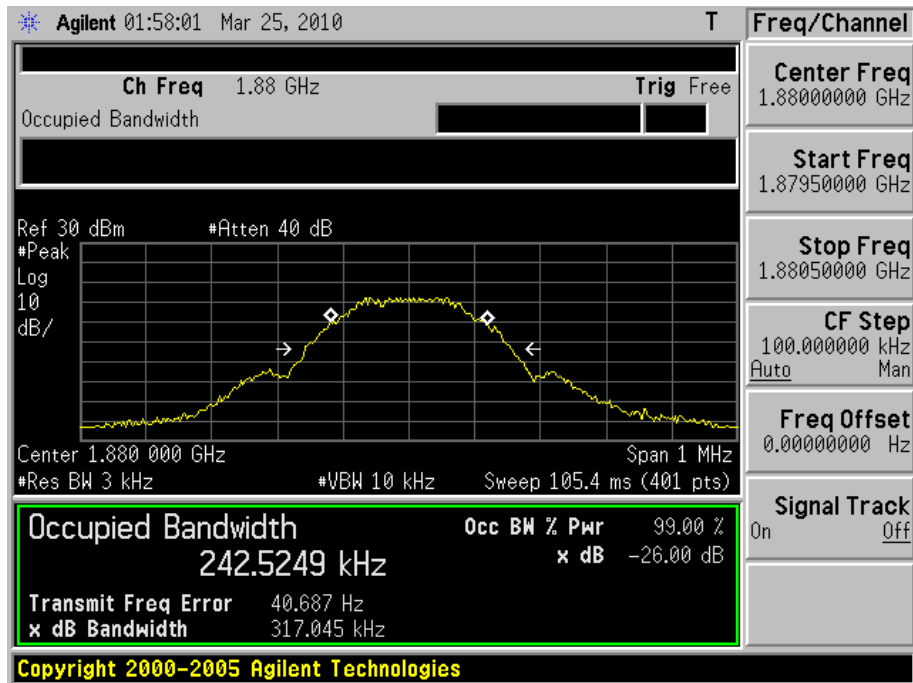 Agilent 01:58:01 Mar 25, 2010 T
Freq/Channel
Ch Freq 1.88 GHz Trig Free
Occupied Bandwidth
Center Freq
1.88000000 GHz
Start Freq
1.87950000 GHz
Stop Freq
1.88050000 GHz
CF Step
100.000000 kHz
Auto Man
Freq Offset
0.00000000 Hz
Signal Track
On Off
Ref 30 dBm #Atten 40 dB
#Peak
Log
10
dB/
Center 1.880 000 GHz Span 1 MHz
#Res BW 3 kHz #VBW 10 kHz Sweep 105.4 ms (401 pts)
Occupied Bandwidth
242.5249 kHz
Occ BW % Pwr 99.00 %
x dB -26.00 dB
Transmit Freq Error 40.687 Hz
x dB Bandwidth 317.045 kHz
Copyright 2000-2005 Agilent Technologies